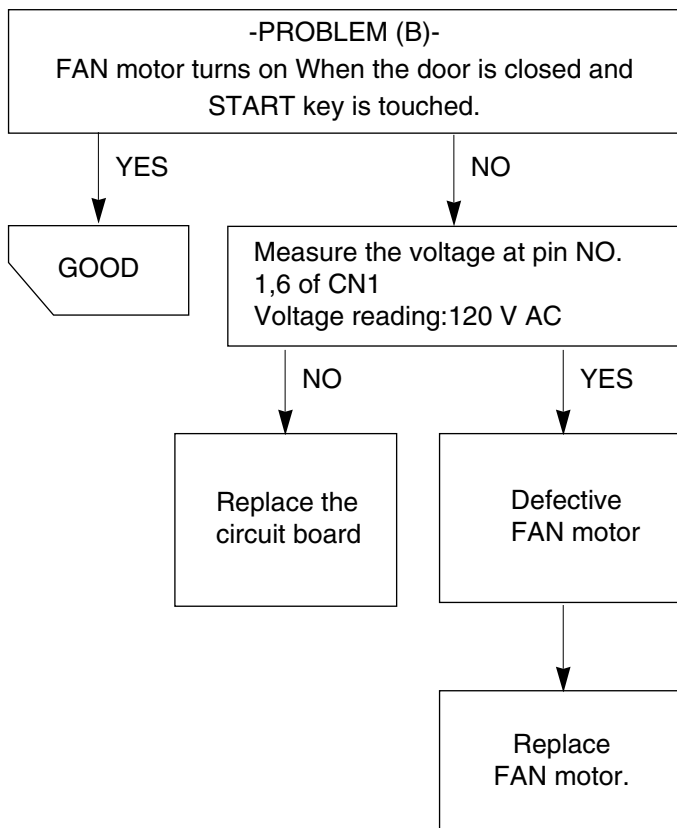 -PROBLEM (B)-
FAN motor turns on When the door is closed and
START key is touched.
YES
NO
GOOD
Measure the voltage at pin NO.
1,6 of CN1
Voltage reading:120 V AC
NO
YES
Replace the
circuit board
Defective
FAN motor
Replace
FAN motor.